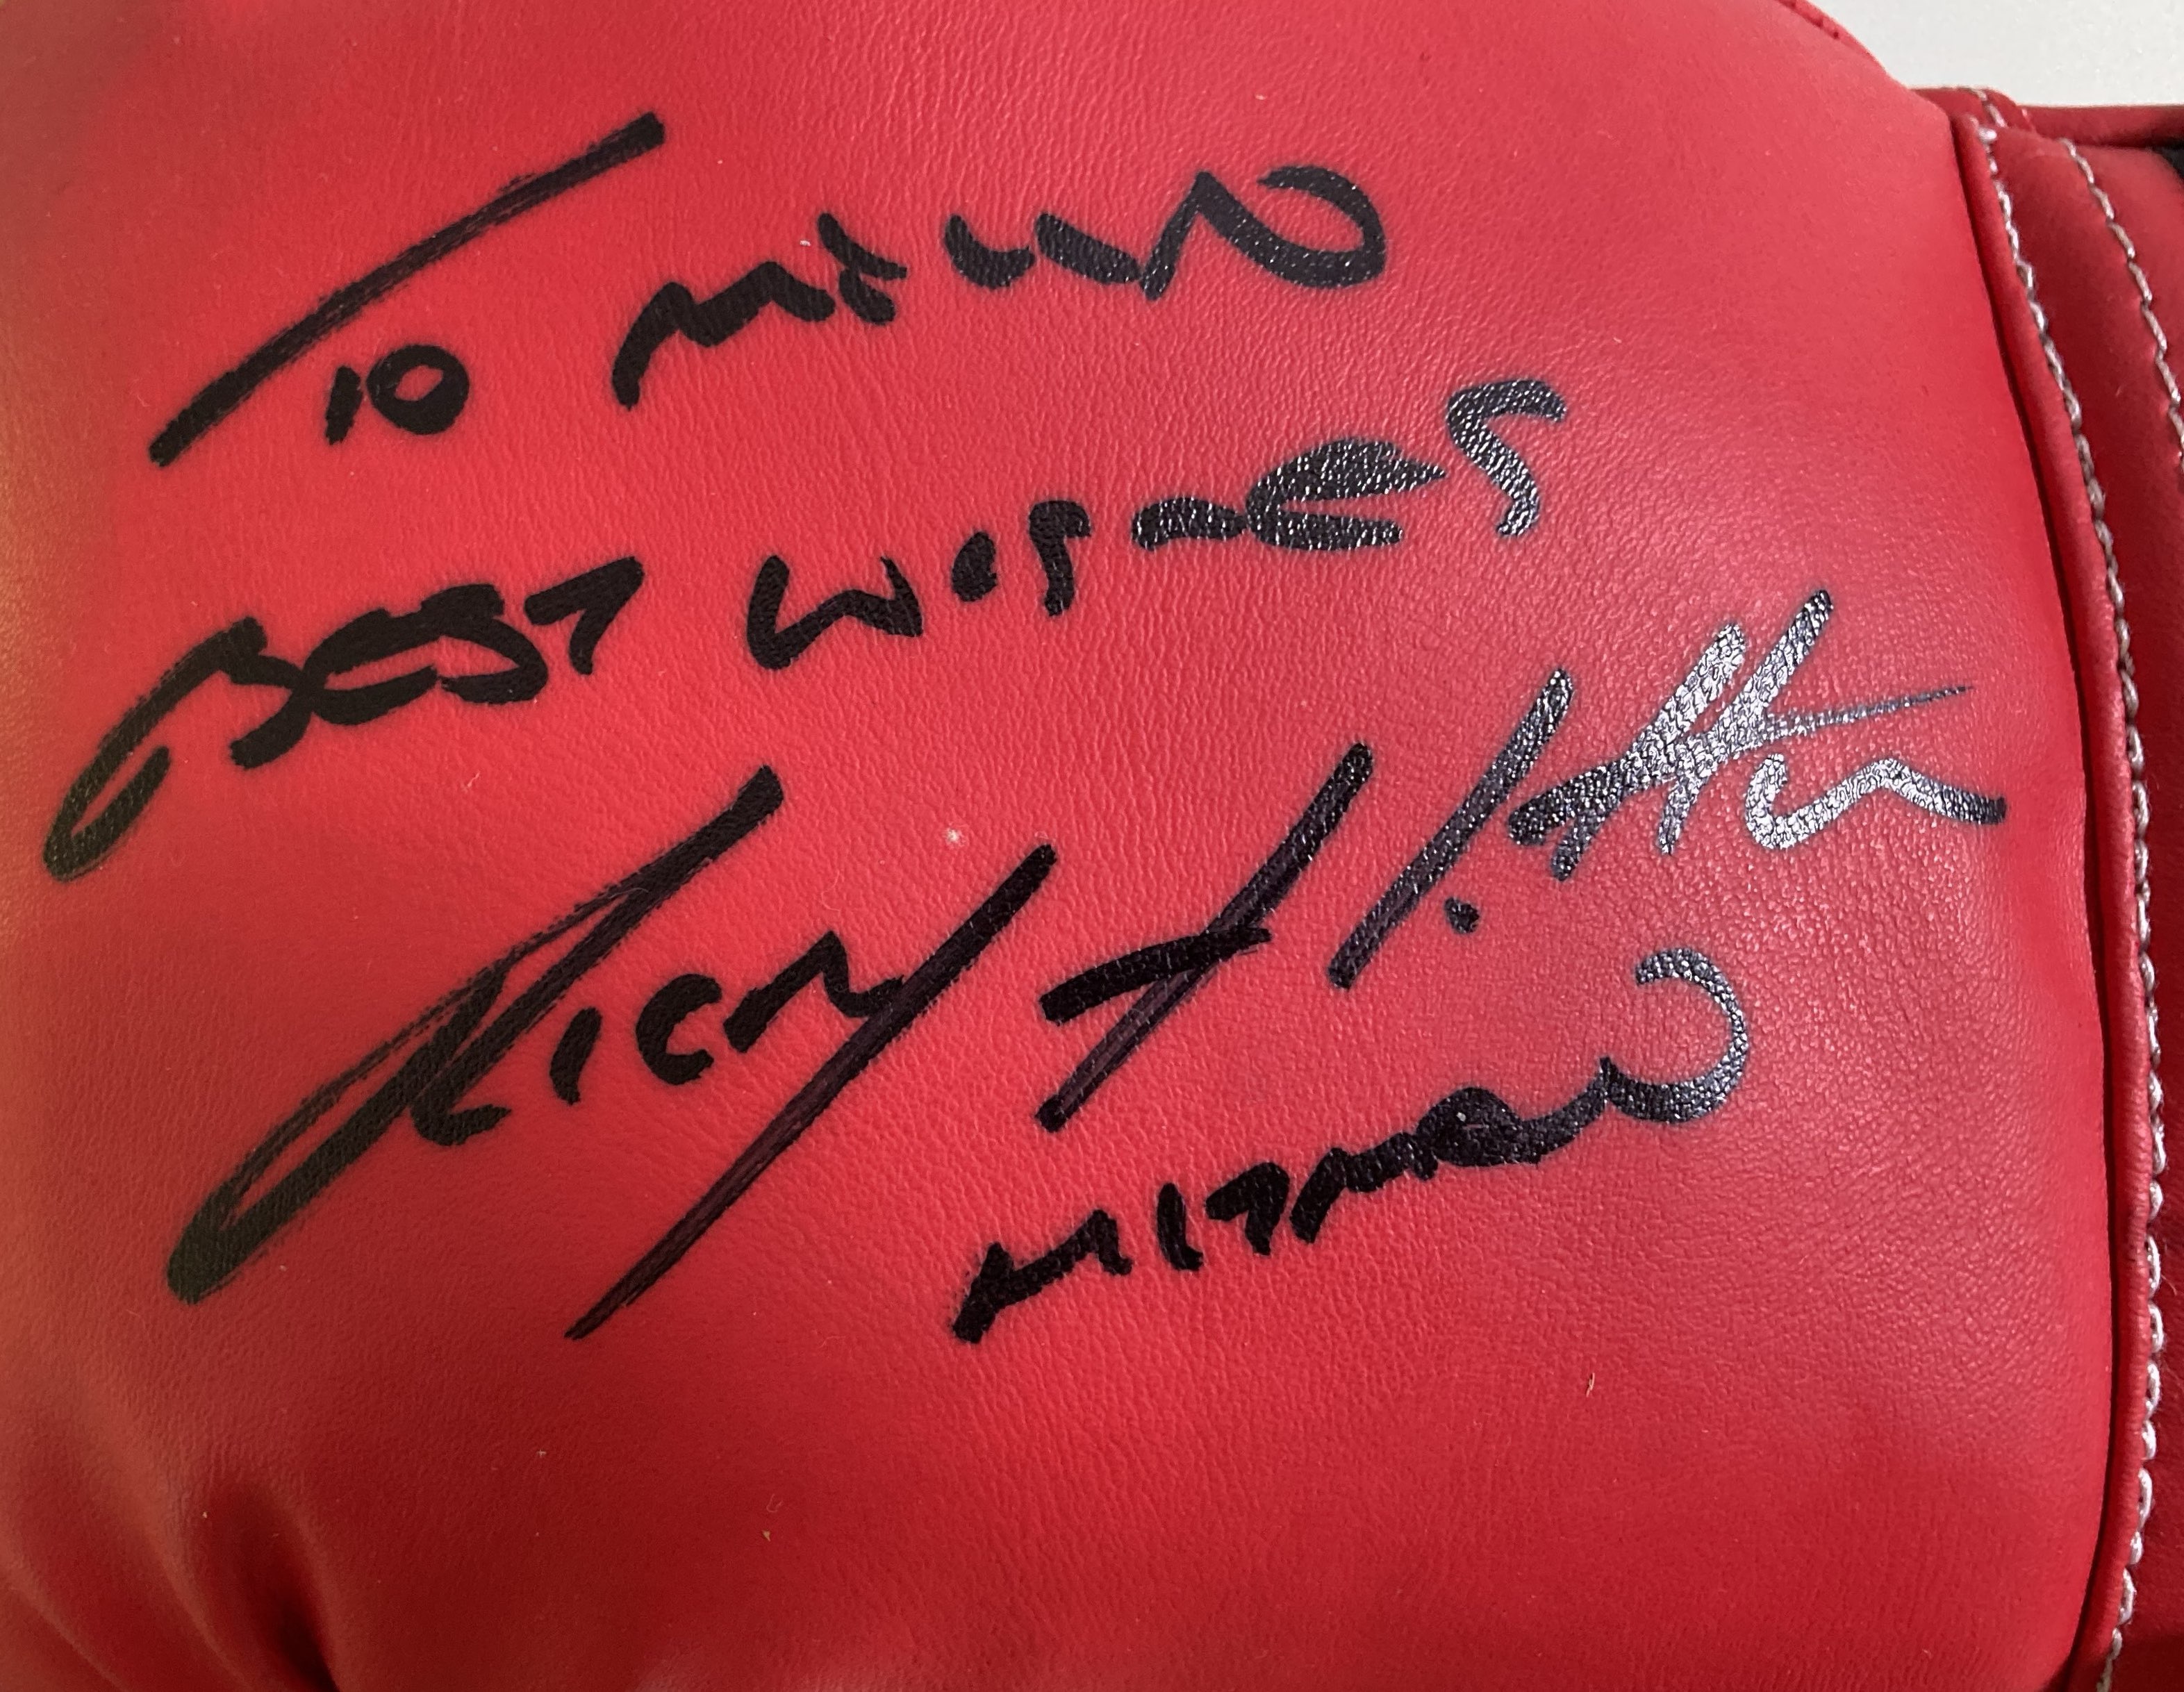 To
BEST WISHES
Ricky Hatton
HITMAN